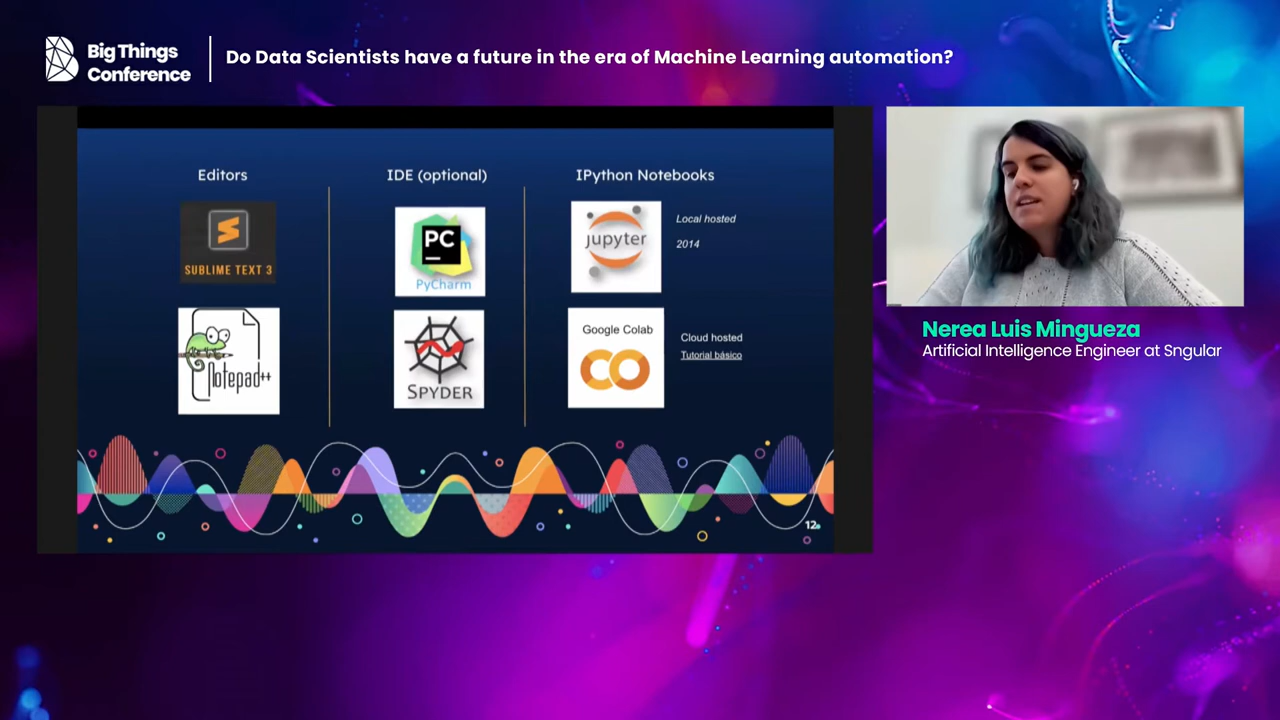 Big Things
Conference
Do Data Scientists have a future in the era of Machine Learning automation?
Editors
IDE (optional)
IPython Notebooks
SUBLIME TEXT 3
PC
PyCharm
jupyter
Local hosted
2014
Notepad++
SPYDER
Google Colab
Cloud hosted
Tutorial básico
12
Nerea Luis Mingueza
Artificial Intelligence Engineer at Sngular